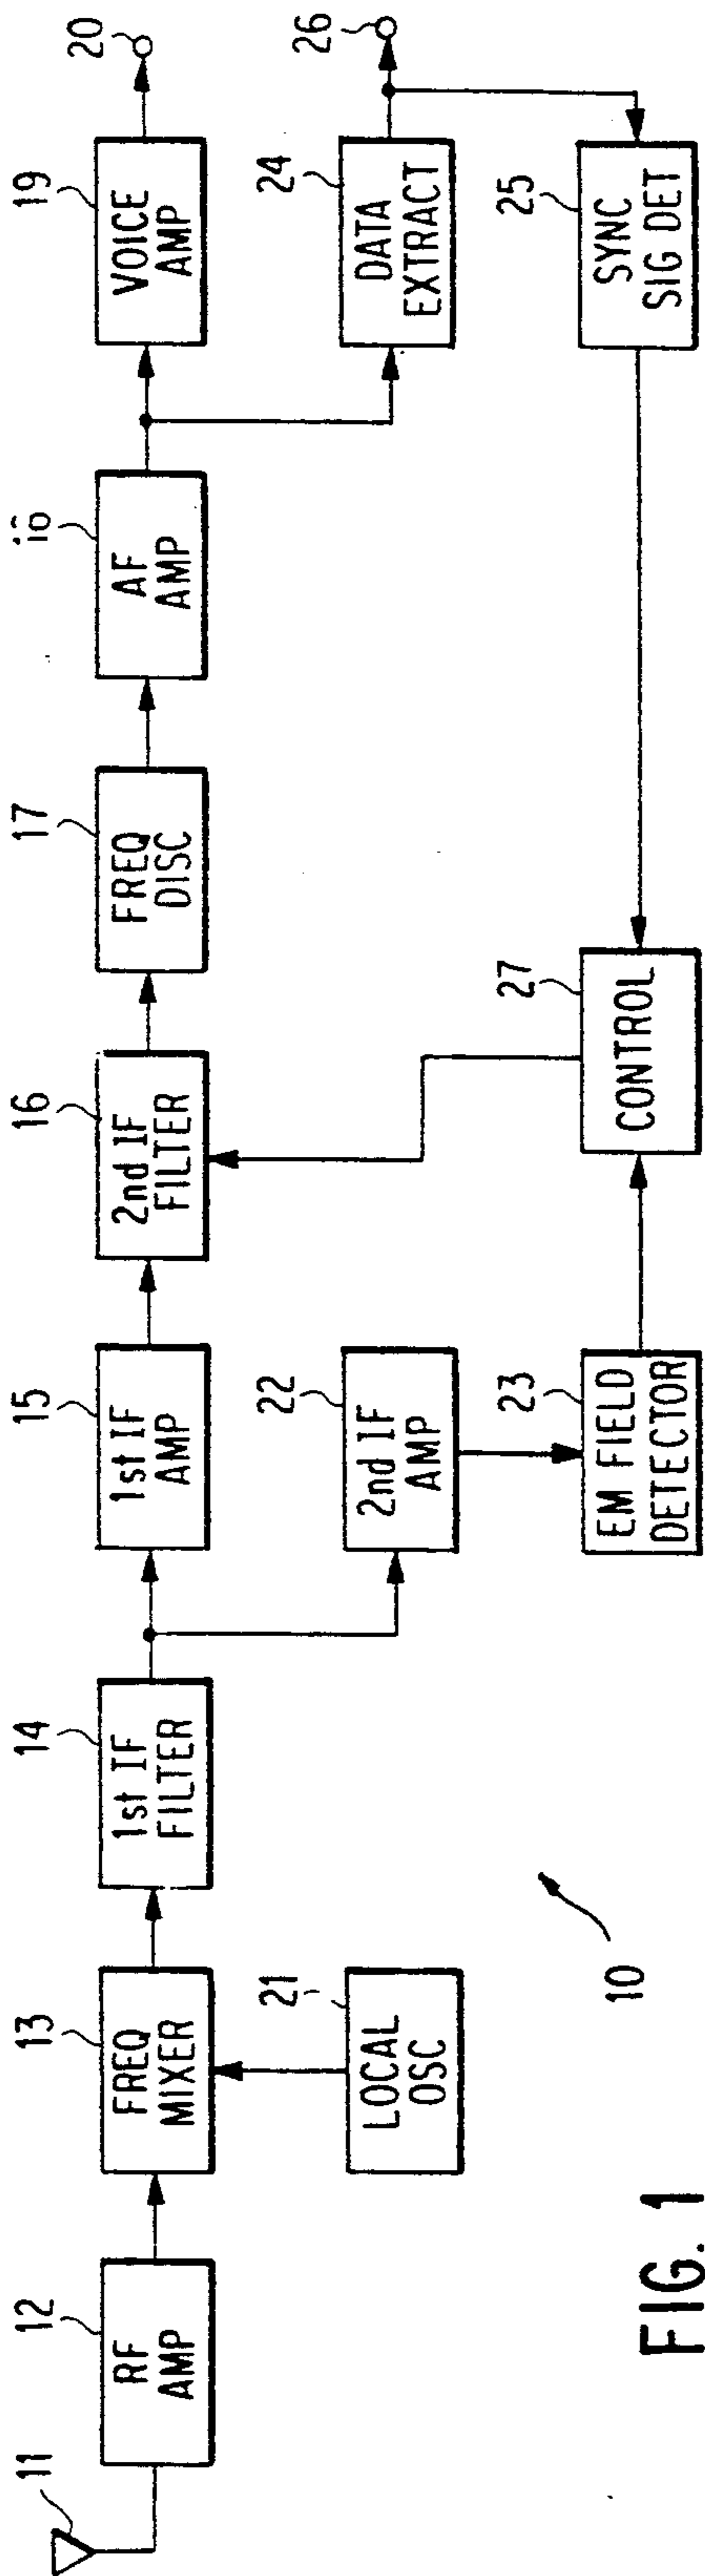 11
12
RF
AMP
13
FREQ
MIXER
14
1st IF
FILTER
15
1st IF
AMP
16
2nd IF
FILTER
17
FREQ
DISC
AF
AMP
19
VOICE
AMP
20
21
LOCAL
OSC
22
2nd IF
AMP
24
DATA
EXTRACT
26
10
23
EM FIELD
DETECTOR
27
CONTROL
25
SYNC
SIG DET
FIG. 1